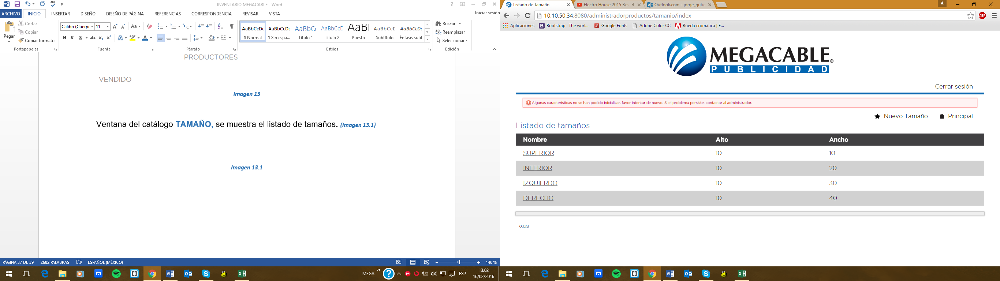 INVENTARIO MEGACABLE - Word
ARCHIVO INICIO INSERTAR DISEÑO DISEÑO DE PÁGINA REFERENCIAS CORRESPONDENCIA REVISAR VISTA Iniciar sesión
Pegar
Cortar
Copiar
Copiar formato
Portapapeles
Calibri (Cuerpo 11
Fuente
Párrafo
AaBbCcDc AaBbCcDc AaBbCc AaBbCcE AaBl AaBbCcD AaBbCcDc
¶ Normal ¶ Sin espa... Título 1 Título 2 Puesto Subtítulo Énfasis sutil
Estilos
Buscar
Reemplazar
Seleccionar
Edición
PRODUCTORES
VENDIDO
Imagen 13
Ventana del catálogo TAMAÑO, se muestra el listado de tamaños. (Imagen 13.1)
Imagen 13.1
PÁGINA 37 DE 39 2682 PALABRAS ESPAÑOL (MÉXICO) 140 %
MEGA ESP 13:02
16/02/2016
Listado de Tamaño Electro House 2015 Bes Outlook.com - jorge_gutie
10.10.50.34:8080/administradorproductos/tamanio/index
ABP
Aplicaciones Bootstrap · The worl... Google Fonts Adobe Color CC Rueda cromática | E...
MEGACABLE®
PUBLICIDAD
Cerrar sesión
Algunas características no se han podido inicializar, favor intentar de nuevo. Si el problema persiste, contactar al administrador.
Nuevo Tamaño Principal
Listado de tamaños
Nombre Alto Ancho
SUPERIOR 10 10
INFERIOR 10 20
IZQUIERDO 10 30
DERECHO 10 40
0.1.23